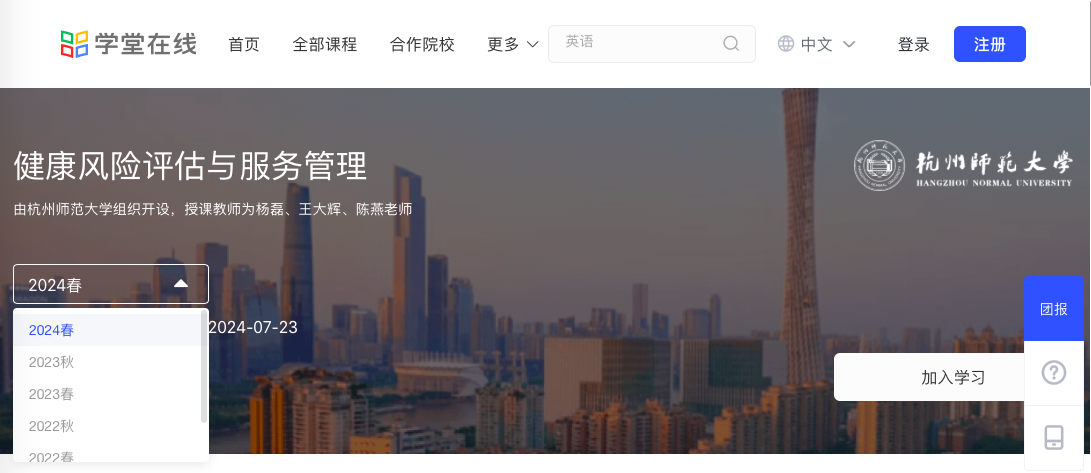 学堂在线
首页
全部课程
合作院校
更多
英语
中文
登录
注册
健康风险评估与服务管理
杭州师范大学
HANGZHOU NORMAL UNIVERSITY
由杭州师范大学组织开设，授课教师为杨磊、王大辉、陈燕老师
2024春
2024春
2024-07-23
2023秋
2023春
2022秋
2022春
团报
加入学习